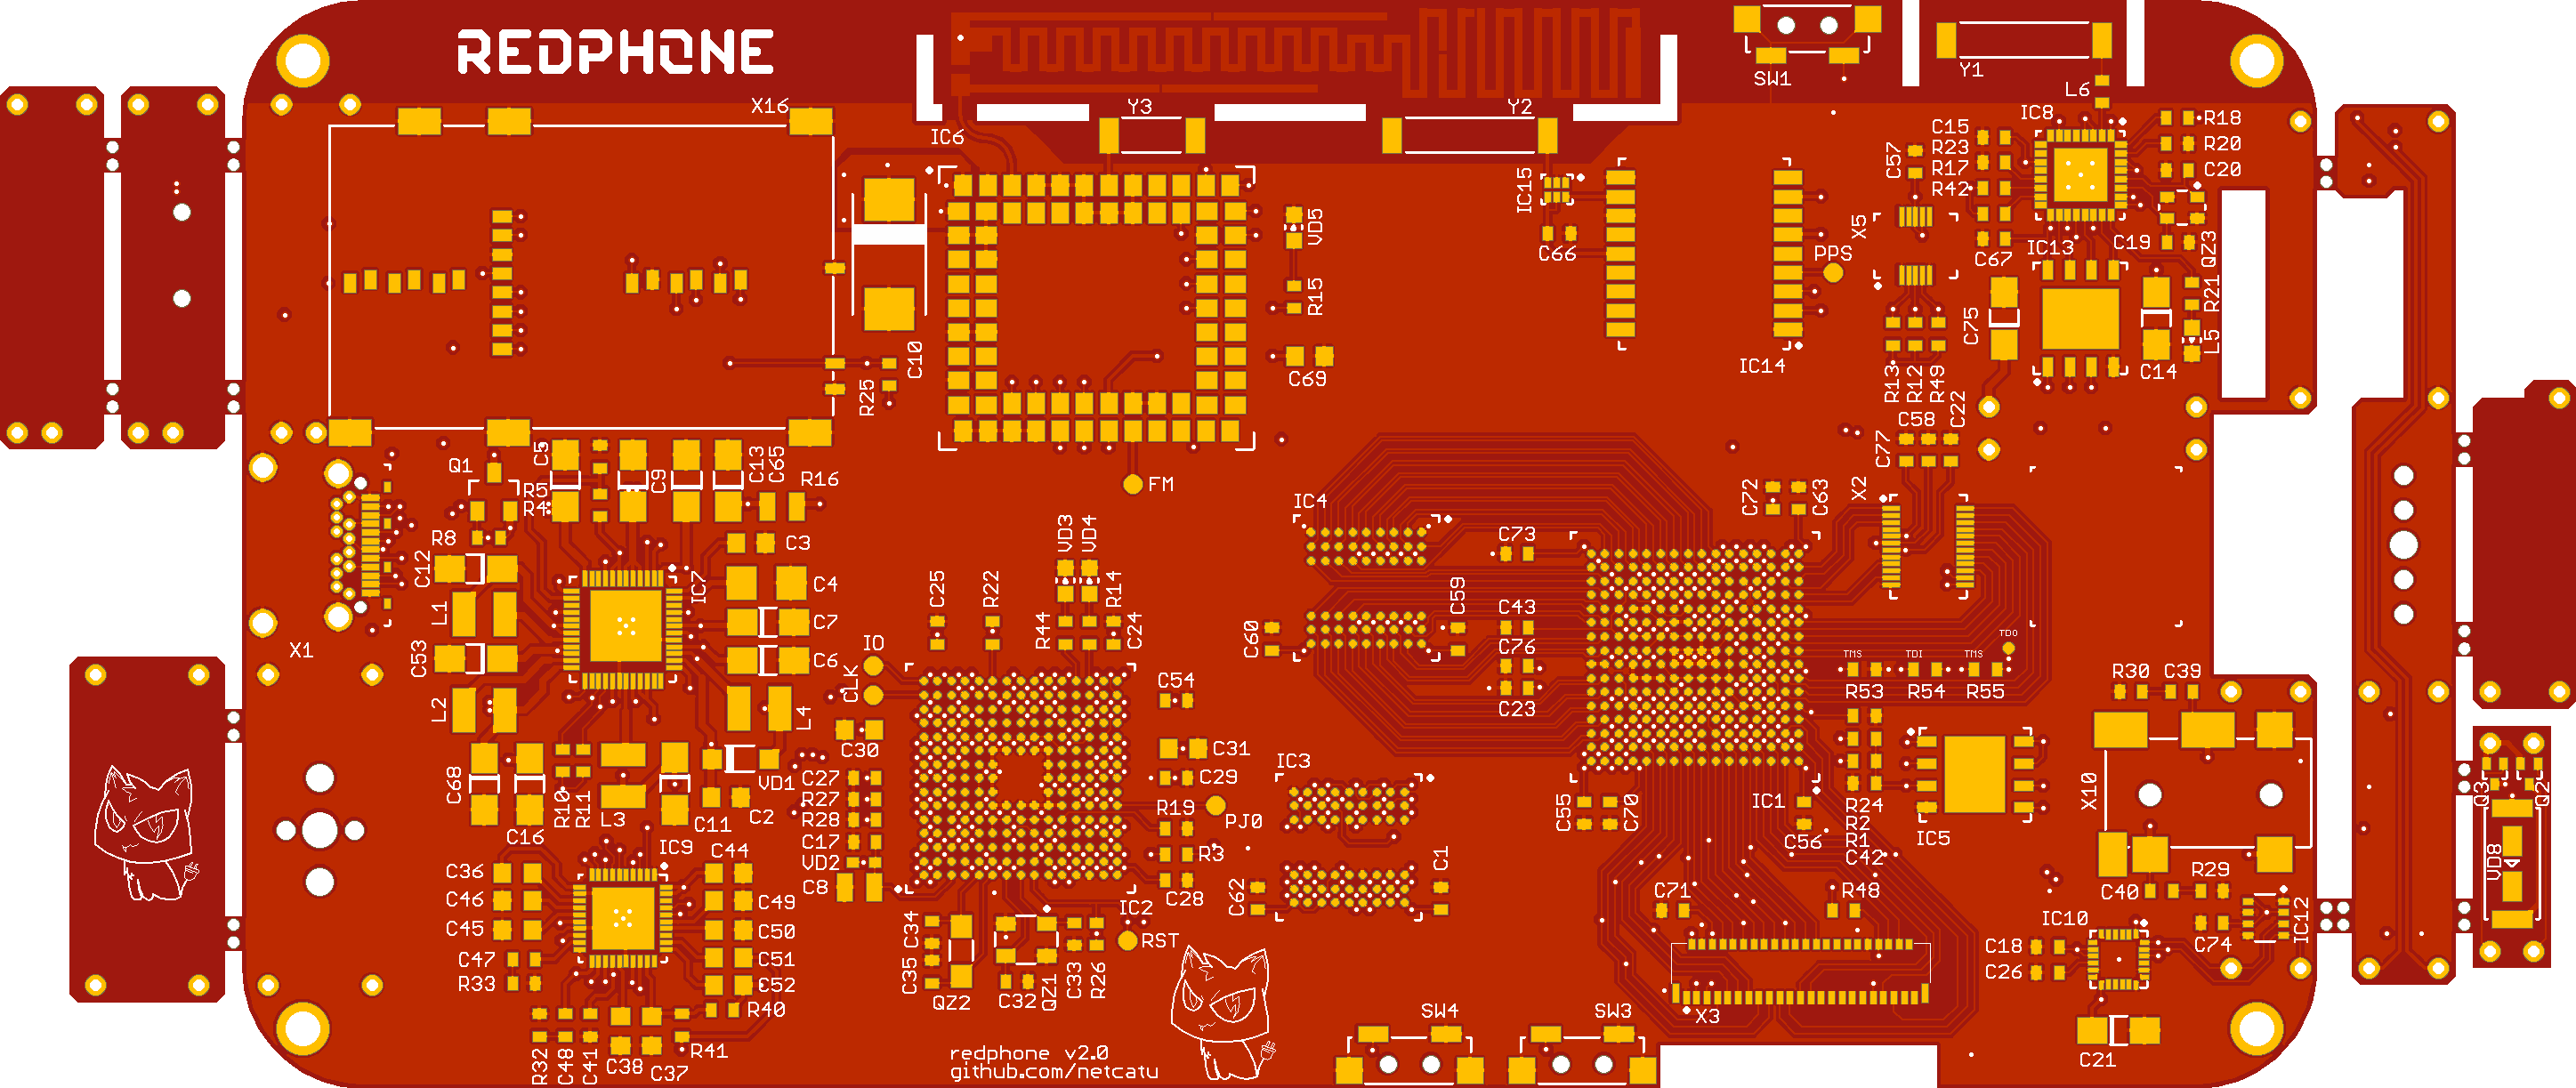 REDPHONE
SW1
Y1
L6
X16
Y3
Y2
IC6
IC8
C15
R23
R17
R42
R18
R20
C20
C57
IC15
VD5
X5
C66
PPS
C67
IC13
C19
QZ3
R15
R21
C75
L5
C10
R25
C69
IC14
R13
R12
R49
C14
C58
C22
C77
Q1
C5
C9
C13
C65
R16
R5
R4
FM
IC4
C72
C63
X2
R8
C12
C3
VD3
VD4
C73
IC7
C4
L1
C25
R22
R14
C59
C43
C7
R44
C24
C60
X1
C53
C6
IO
CLK
C76
TMS
TDI
TMS
TDO
R53
R54
R55
R30
C39
L2
L4
C54
C23
C30
C31
C68
VD1
C27
C29
IC3
X10
Q3
Q2
R10
R11
R27
R19
C55
C70
IC1
R24
L3
C16
C11
C2
R28
PJ0
R2
IC5
C17
R3
C56
R1
IC9
C44
VD2
C1
C42
VD8
C36
C8
C28
C62
C71
R48
R29
C40
C46
C49
IC2
C45
C50
C34
RST
IC10
C74
IC12
C47
C51
C35
C18
R33
C52
QZ2
C32
QZ1
C33
R26
C26
R40
SW4
SW3
X3
R32
C48
C41
C38
C37
R41
C21
redphone v2.0
github.com/netcatu